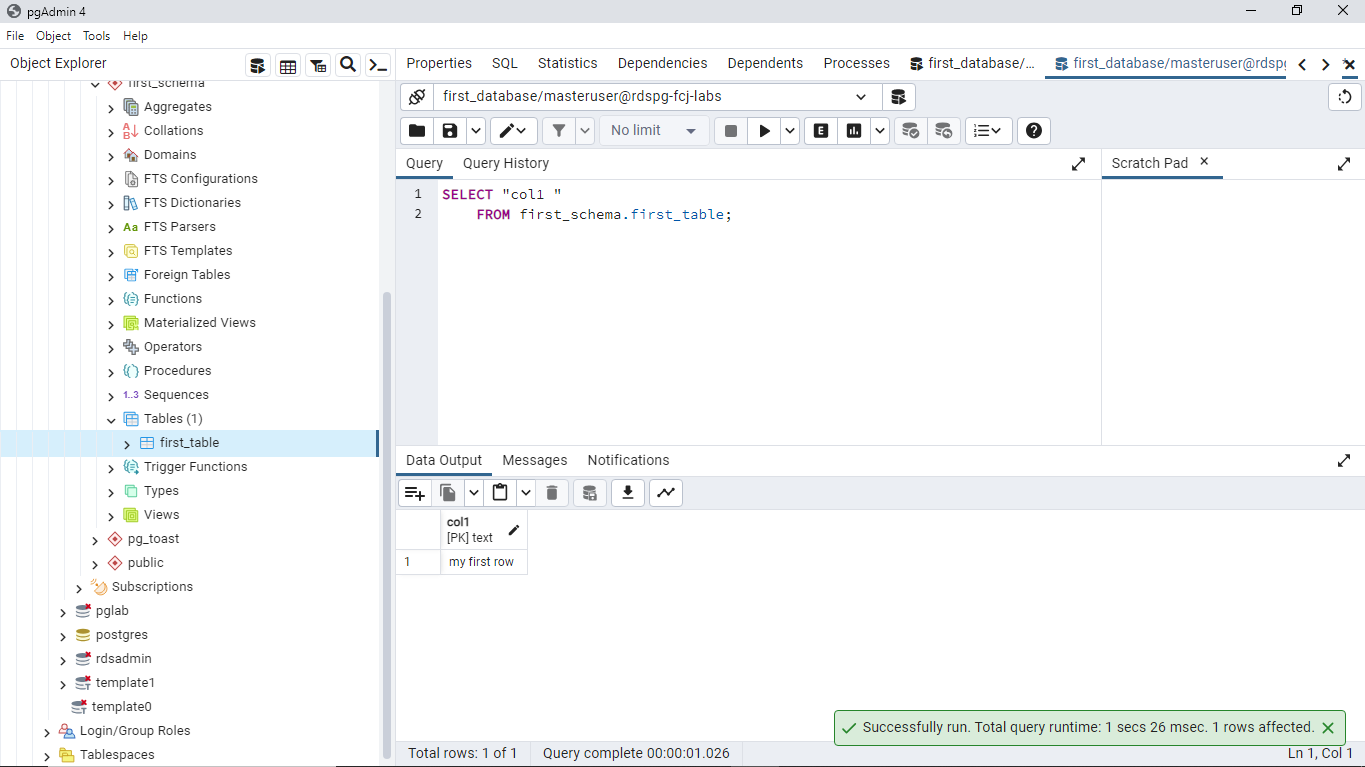 pgAdmin 4
File Object Tools Help
Object Explorer
first_schema
Aggregates
Collations
Domains
FTS Configurations
FTS Dictionaries
Aa FTS Parsers
FTS Templates
Foreign Tables
Functions
Materialized Views
Operators
Procedures
1..3 Sequences
Tables (1)
first_table
Trigger Functions
Types
Views
pg_toast
public
Subscriptions
pglab
postgres
rdsadmin
template1
template0
Login/Group Roles
Tablespaces
Properties SQL Statistics Dependencies Dependents Processes first_database/... first_database/masteruser@rdspg
first_database/masteruser@rdspg-fcj-labs
No limit
E
Query Query History
Scratch Pad
1 SELECT "col1 "
2 FROM first_schema.first_table;
Data Output Messages Notifications
col1
[PK] text
1 my first row
Successfully run. Total query runtime: 1 secs 26 msec. 1 rows affected.
Total rows: 1 of 1 Query complete 00:00:01.026 Ln 1, Col 1